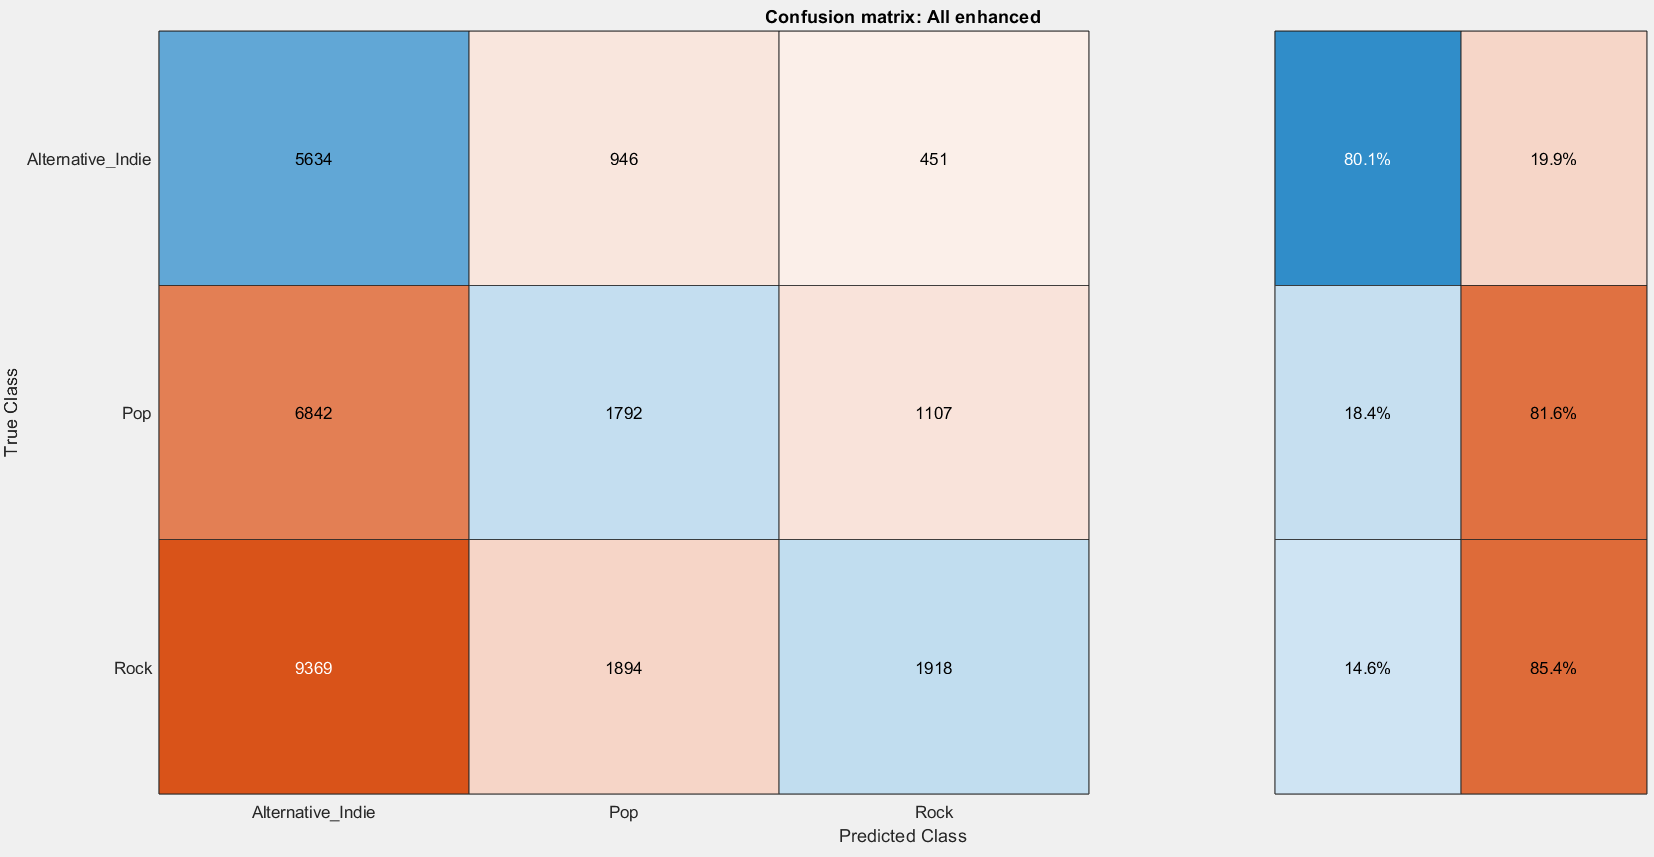 Confusion matrix: All enhanced
True Class
Alternative_Indie 5634 946 451 80.1% 19.9%
Pop 6842 1792 1107 18.4% 81.6%
Rock 9369 1894 1918 14.6% 85.4%
Alternative_Indie Pop Rock
Predicted Class